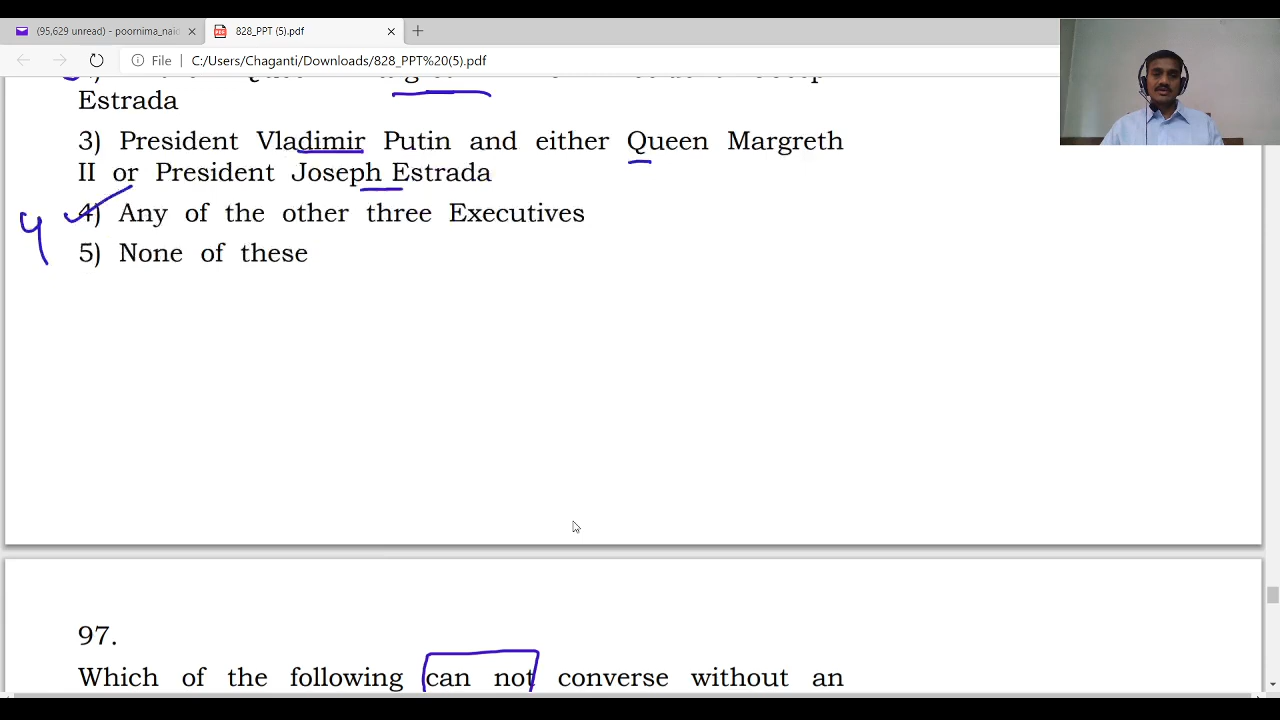 (95,629 unread) - poornima_naid
828_PPT (5).pdf
File
C:/Users/Chaganti/Downloads/828_PPT%20(5).pdf
Estrada
3) President Vladimir Putin and either Queen Margreth
II or President Joseph Estrada
4
4) Any of the other three Executives
5) None of these
97.
Which of the following can not converse without an